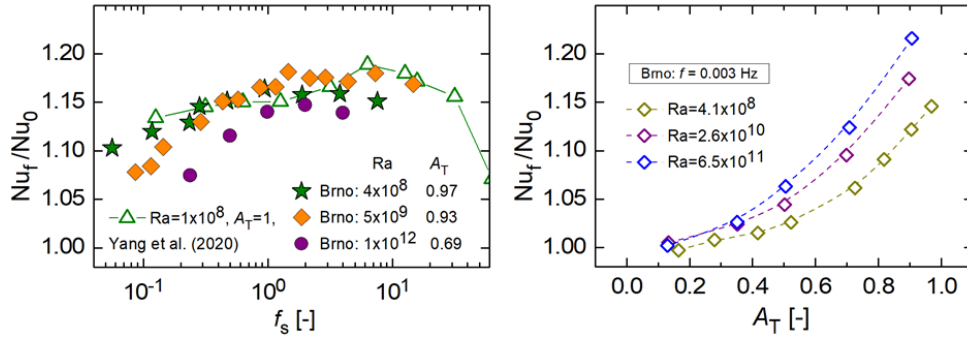 Nu_f/Nu_0
1.20
1.15
1.10
1.05
1.00
Ra A_T
Brno: 4x10^8 0.97
Brno: 5x10^9 0.93
Brno: 1x10^12 0.69
Ra=1x10^8, A_T=1,
Yang et al. (2020)
10^-1 10^0 10^1
f_s [-]
Nu_f/Nu_0
1.20
1.15
1.10
1.05
1.00
Brno: f = 0.003 Hz
Ra=4.1x10^8
Ra=2.6x10^10
Ra=6.5x10^11
0.0 0.2 0.4 0.6 0.8 1.0
A_T [-]